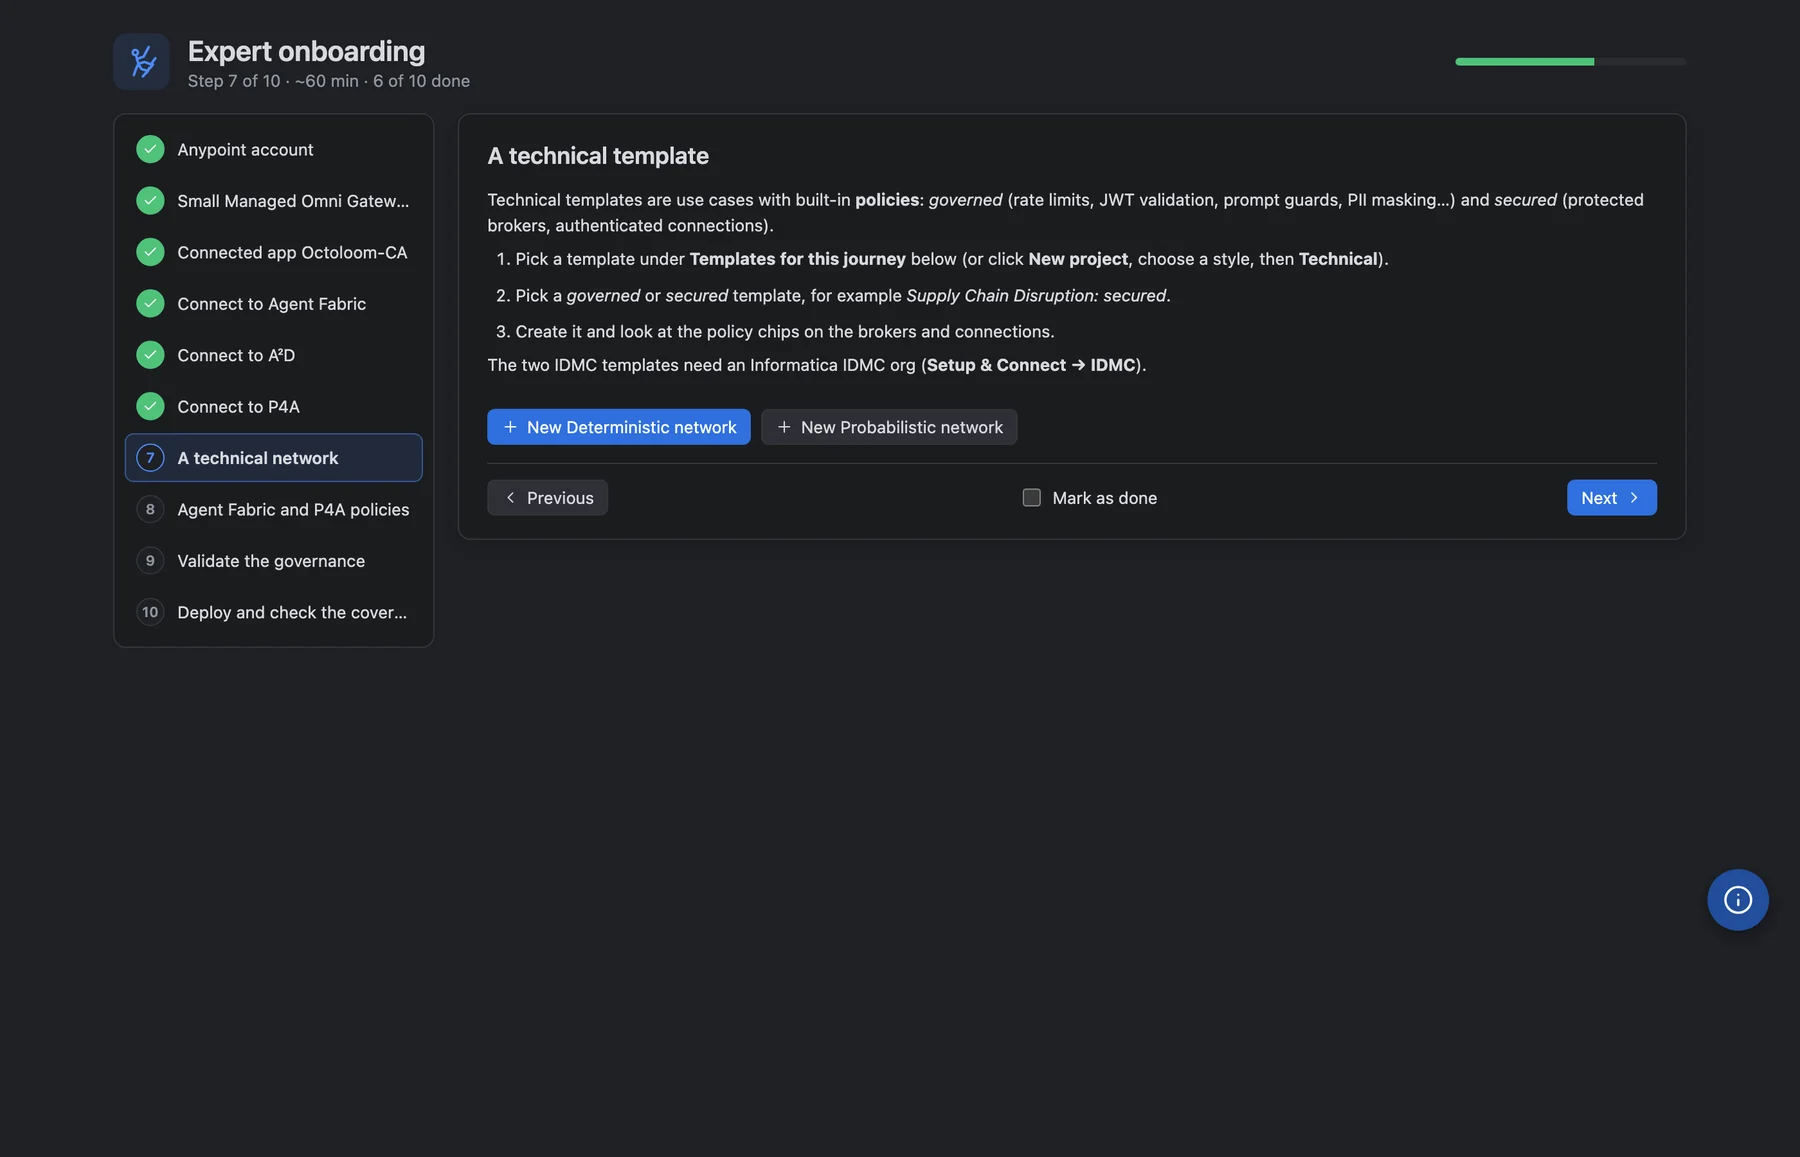 Expert onboarding
Step 7 of 10 · ~60 min · 6 of 10 done
Anypoint account
Small Managed Omni Gatew...
Connected app Octoloom-CA
Connect to Agent Fabric
Connect to A²D
Connect to P4A
7 A technical network
8 Agent Fabric and P4A policies
9 Validate the governance
10 Deploy and check the cover...
A technical template
Technical templates are use cases with built-in policies: governed (rate limits, JWT validation, prompt guards, PII masking...) and secured (protected
brokers, authenticated connections).
1. Pick a template under Templates for this journey below (or click New project, choose a style, then Technical).
2. Pick a governed or secured template, for example Supply Chain Disruption: secured.
3. Create it and look at the policy chips on the brokers and connections.
The two IDMC templates need an Informatica IDMC org (Setup & Connect → IDMC).
+ New Deterministic network
+ New Probabilistic network
Previous
Mark as done
Next